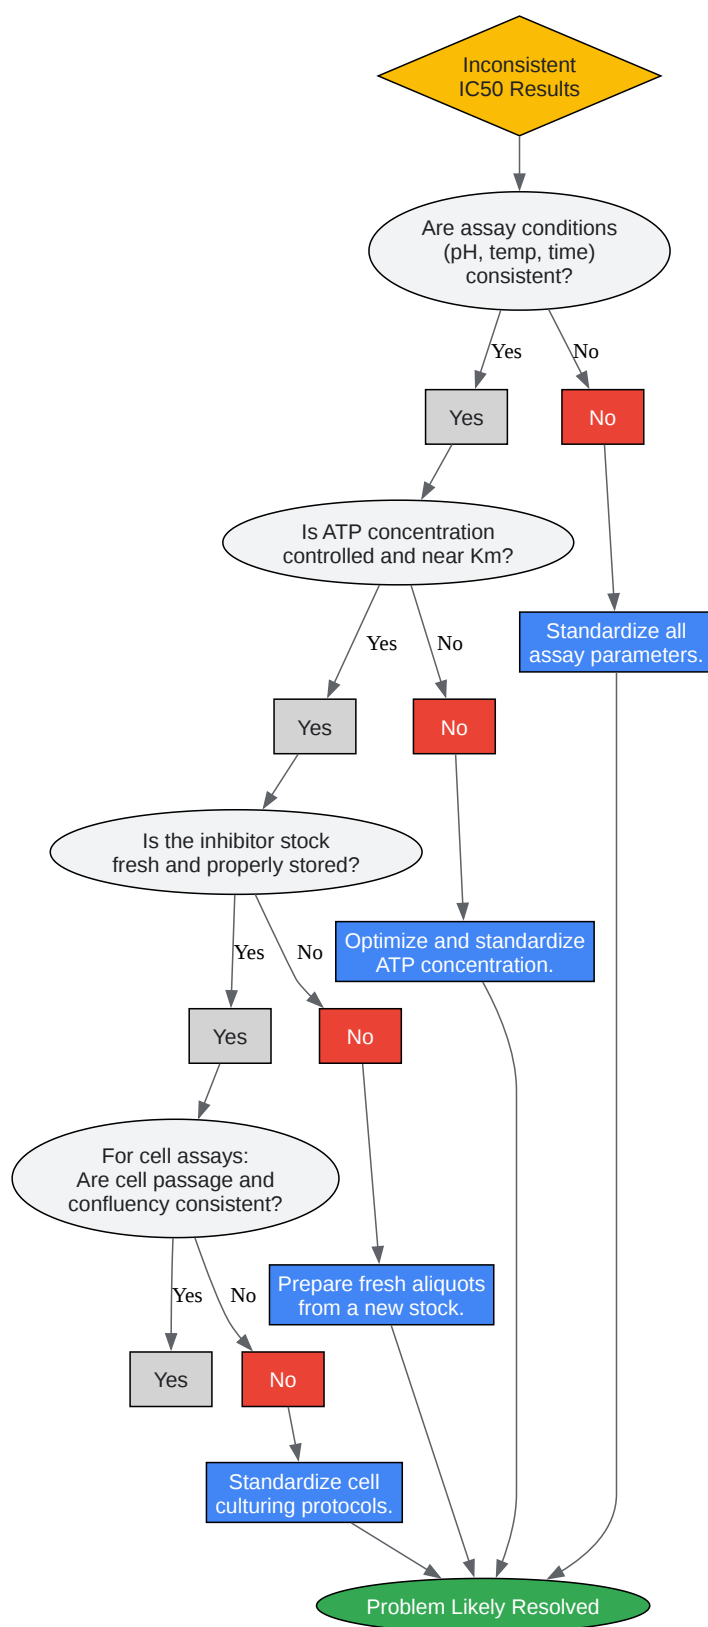 Inconsistent
IC50 Results
Are assay conditions
(pH, temp, time)
consistent?
Yes
No
Yes
No
Is ATP concentration
controlled and near Km?
Standardize all
assay parameters.
Yes
No
Yes
No
Is the inhibitor stock
fresh and properly stored?
Optimize and standardize
ATP concentration.
Yes
No
Yes
No
For cell assays:
Are cell passage and
confluency consistent?
Prepare fresh aliquots
from a new stock.
Yes
No
Yes
No
Standardize cell
culturing protocols.
Problem Likely Resolved